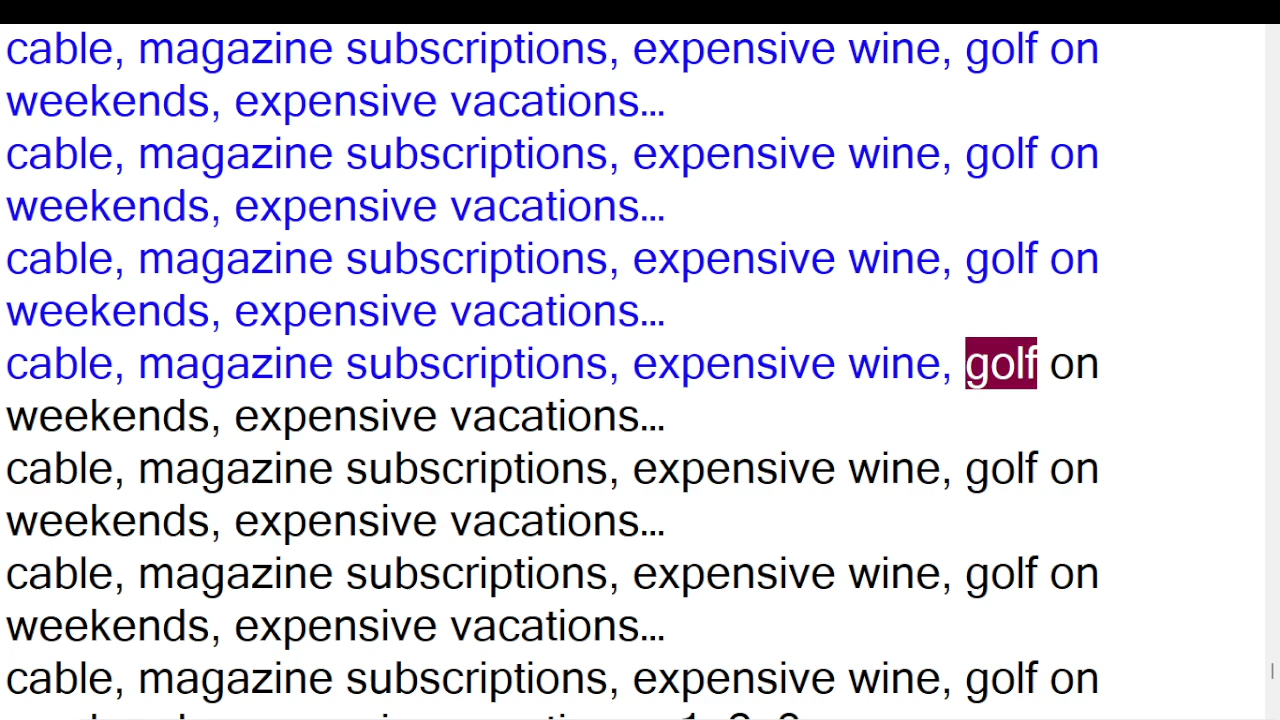 cable, magazine subscriptions, expensive wine, golf on
weekends, expensive vacations...
cable, magazine subscriptions, expensive wine, golf on
weekends, expensive vacations...
cable, magazine subscriptions, expensive wine, golf on
weekends, expensive vacations...
cable, magazine subscriptions, expensive wine, golf on
weekends, expensive vacations...
cable, magazine subscriptions, expensive wine, golf on
weekends, expensive vacations...
cable, magazine subscriptions, expensive wine, golf on
weekends, expensive vacations...
cable, magazine subscriptions, expensive wine, golf on